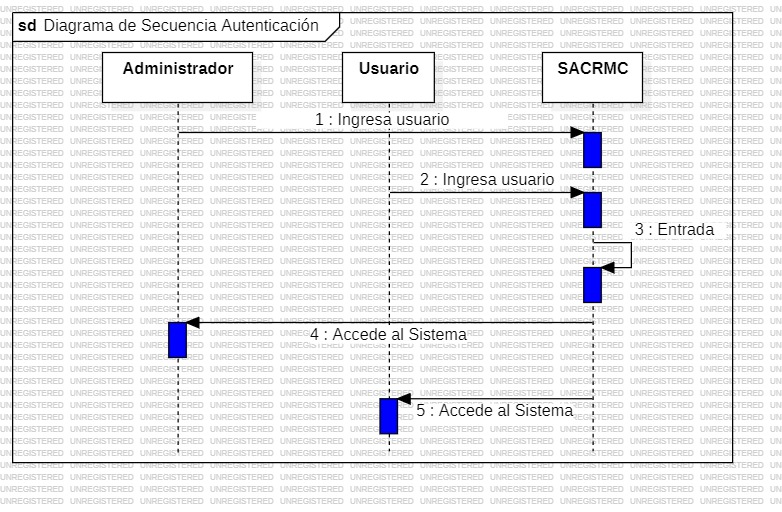 sd Diagrama de Secuencia Autenticación
Administrador
Usuario
SACRMC
1 : Ingresa usuario
2 : Ingresa usuario
3 : Entrada
4 : Accede al Sistema
5 : Accede al Sistema
UNREGISTERED